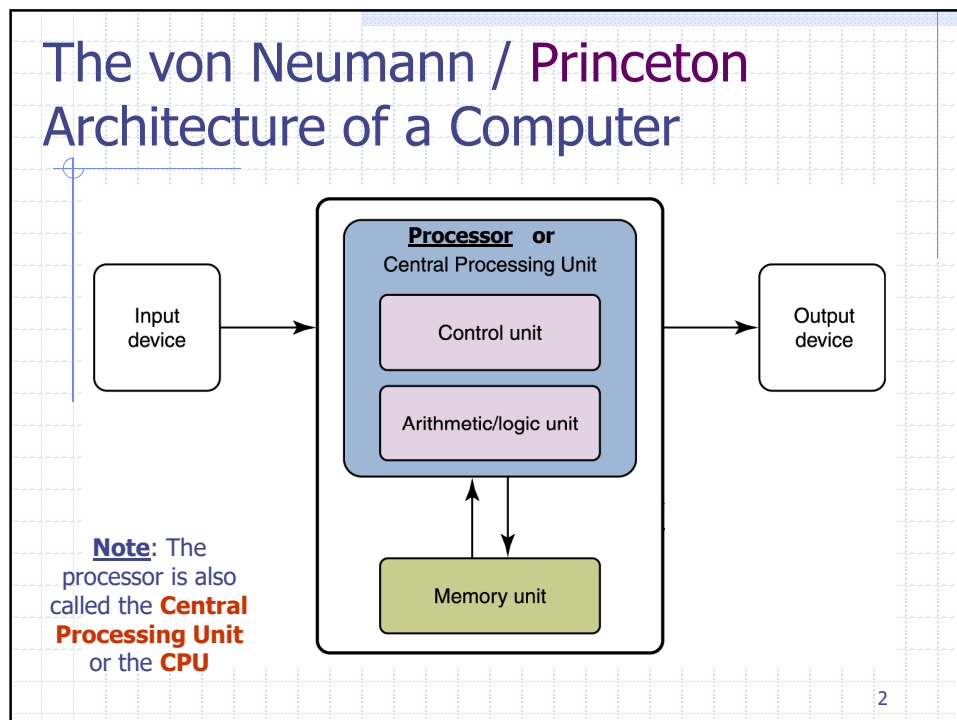 The von Neumann / Princeton
Architecture of a Computer
Processor or
Central Processing Unit
Input
device
Control unit
Output
device
Arithmetic/logic unit
Memory unit
Note: The
processor is also
called the Central
Processing Unit
or the CPU
2